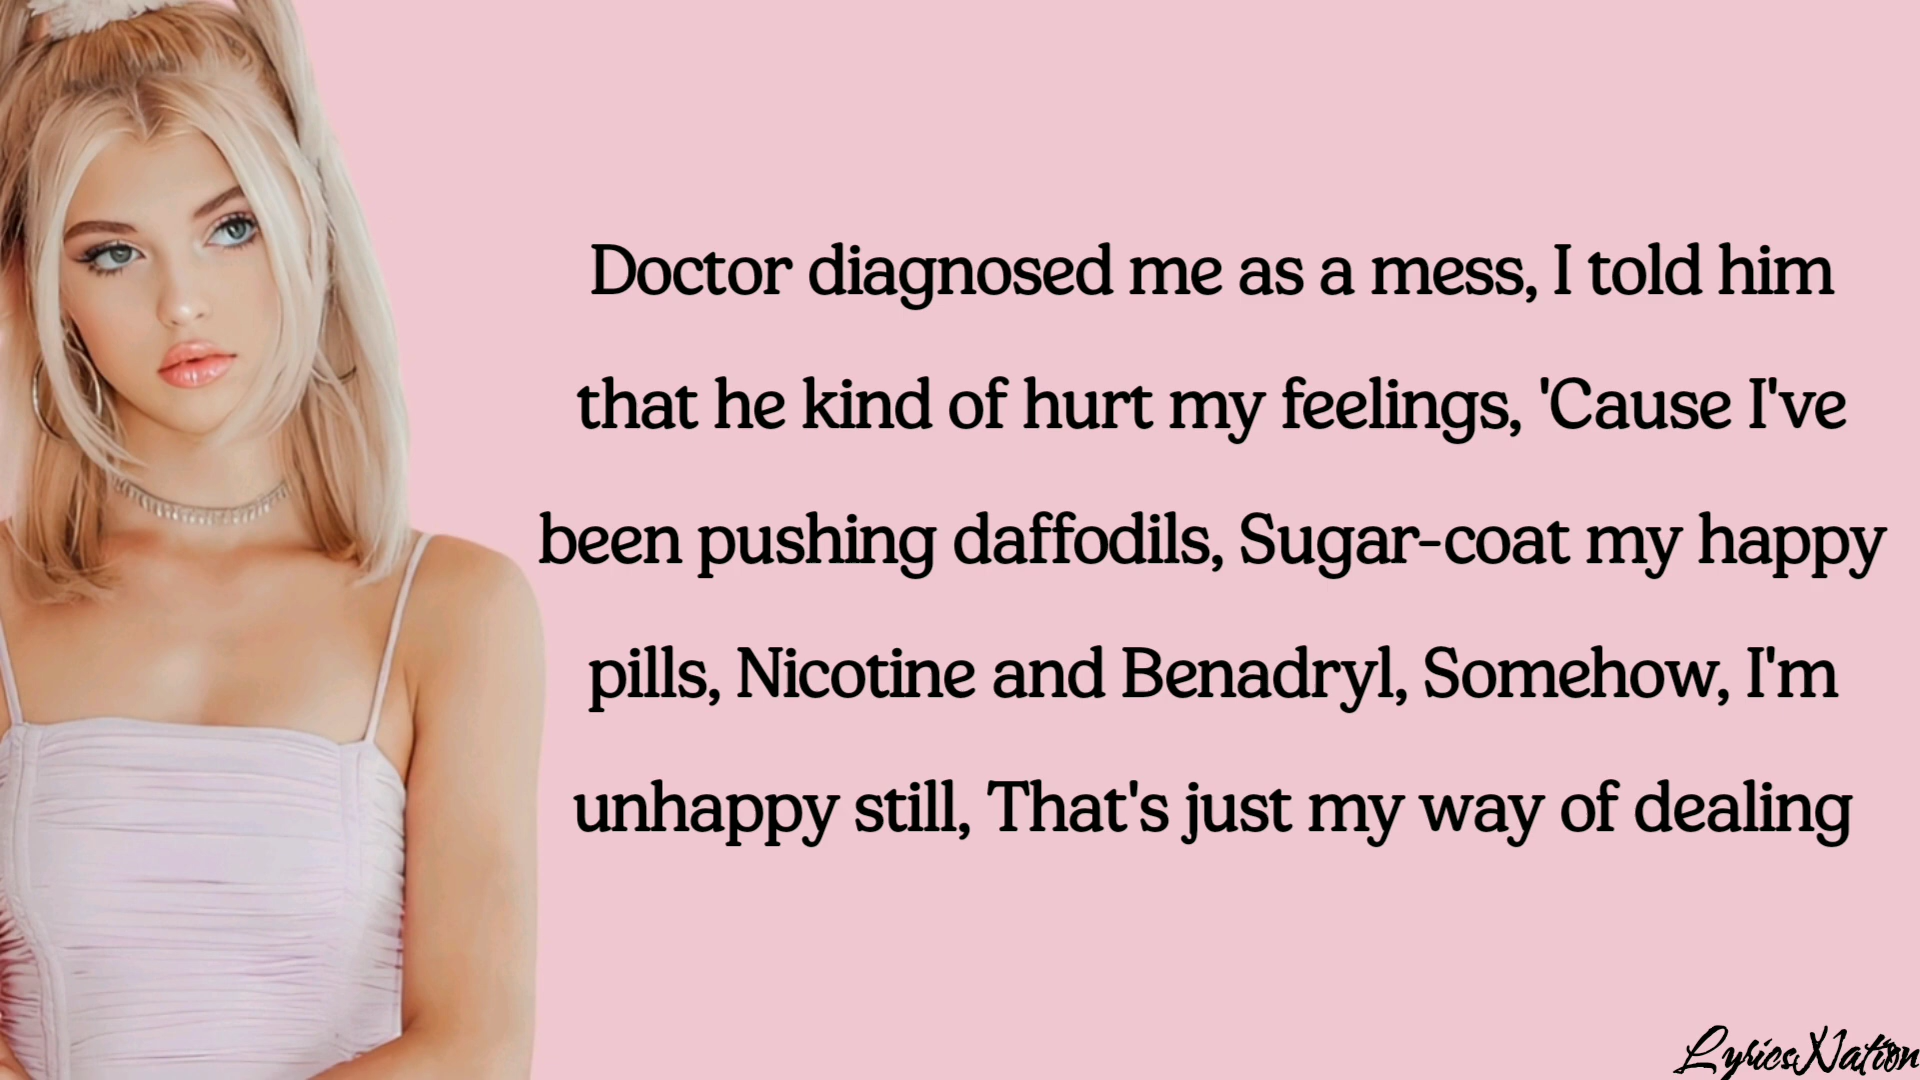 Doctor diagnosed me as a mess, I told him
that he kind of hurt my feelings, 'Cause I've
been pushing daffodils, Sugar-coat my happy
pills, Nicotine and Benadryl, Somehow, I'm
unhappy still, That's just my way of dealing
LyricsNation